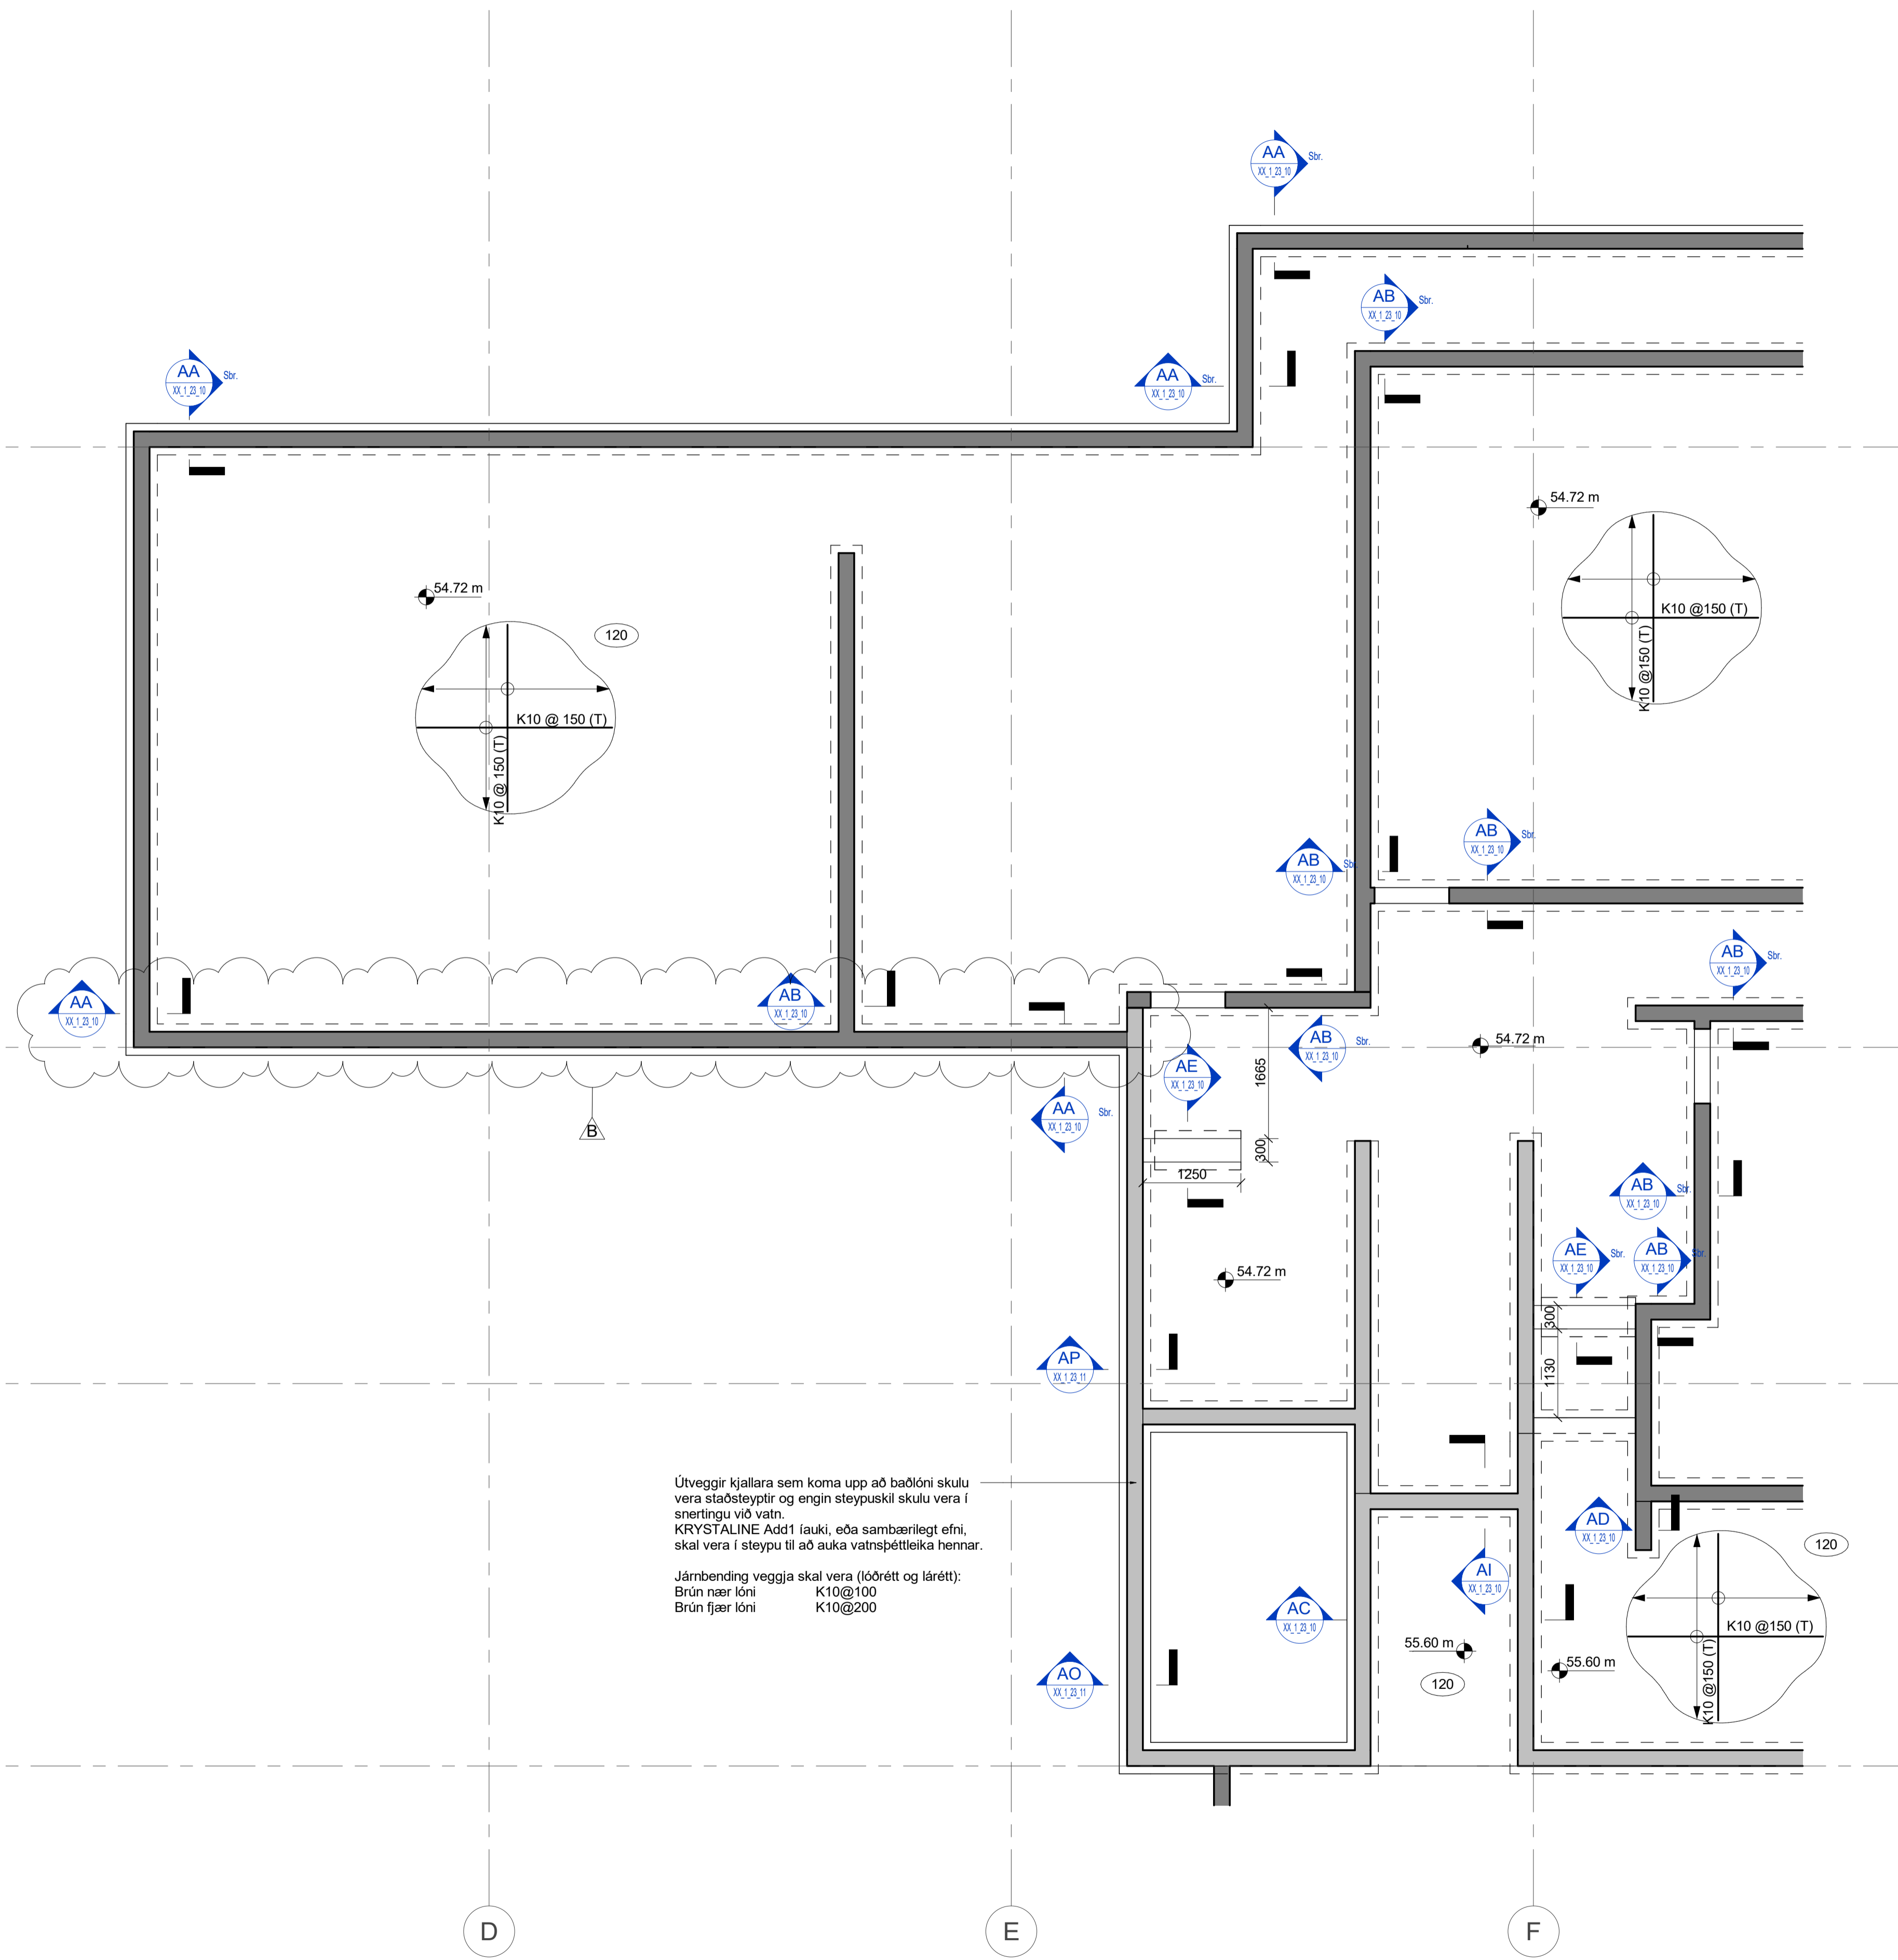 AA
XX_1_23_10
Sbr.
AB
XX_1_23_10
Sbr.
AA
XX_1_23_10
Sbr.
AA
XX_1_23_10
Sbr.
54.72 m
K10 @150 (T)
K10 @150 (T)
54.72 m
120
K10 @ 150 (T)
K10 @ 150 (T)
AB
XX_1_23_10
Sbr.
AB
XX_1_23_10
Sbr.
AB
XX_1_23_10
Sbr.
AA
XX_1_23_10
AB
XX_1_23_10
AB
XX_1_23_10
Sbr.
54.72 m
AE
XX_1_23_10
1665
AA
XX_1_23_10
Sbr.
B
300
1250
AB
XX_1_23_10
Sbr.
AE
XX_1_23_10
Sbr.
AB
XX_1_23_10
Sbr.
54.72 m
300
1130
AP
XX_1_23_11
Útveggir kjallara sem koma upp að baðlóni skulu
vera staðsteyptir og engin steypuskil skulu vera í
snertingu við vatn.
KRYSTALINE Add1 íauki, eða sambærilegt efni,
skal vera í steypu til að auka vatnsþéttleika hennar.
Járnbending veggja skal vera (lóðrétt og lárétt):
Brún nær lóni K10@100
Brún fjær lóni K10@200
AD
XX_1_23_10
120
AI
XX_1_23_10
AC
XX_1_23_10
K10 @150 (T)
K10 @150 (T)
55.60 m
55.60 m
120
AO
XX_1_23_11
D
E
F